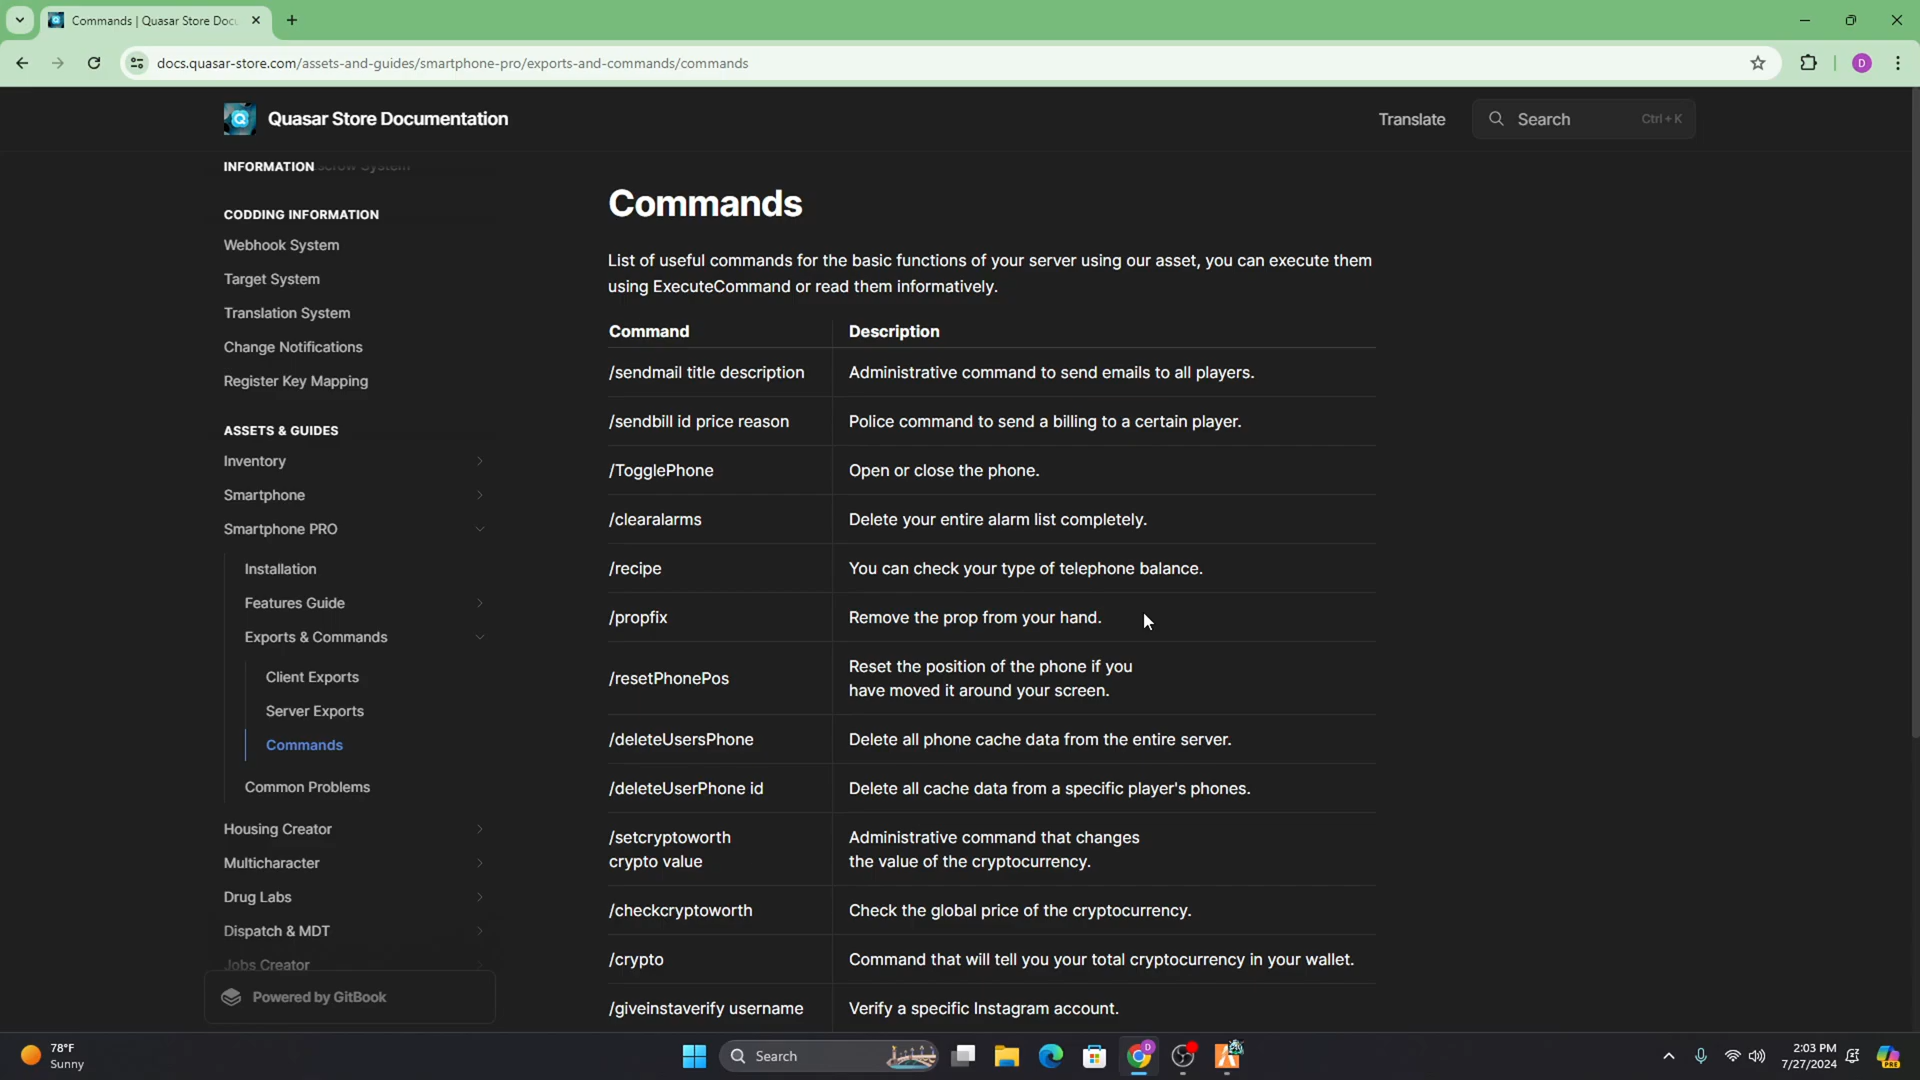 Commands | Quasar Store Doc
docs.quasar-store.com/assets-and-guides/smartphone-pro/exports-and-commands/commands
D
Quasar Store Documentation
Translate
Search
Ctrl + K
INFORMATION
CODDING INFORMATION
Webhook System
Target System
Translation System
Change Notifications
Register Key Mapping
ASSETS & GUIDES
Inventory
Smartphone
Smartphone PRO
Installation
Features Guide
Exports & Commands
Client Exports
Server Exports
Commands
Common Problems
Housing Creator
Multicharacter
Drug Labs
Dispatch & MDT
Jobs Creator
Powered by GitBook
Commands
List of useful commands for the basic functions of your server using our asset, you can execute them
using ExecuteCommand or read them informatively.
Command Description
/sendmail title description Administrative command to send emails to all players.
/sendbill id price reason Police command to send a billing to a certain player.
/TogglePhone Open or close the phone.
/clearalarms Delete your entire alarm list completely.
/recipe You can check your type of telephone balance.
/propfix Remove the prop from your hand.
/resetPhonePos Reset the position of the phone if you
have moved it around your screen.
/deleteUsersPhone Delete all phone cache data from the entire server.
/deleteUserPhone id Delete all cache data from a specific player's phones.
/setcryptoworth Administrative command that changes
crypto value the value of the cryptocurrency.
/checkcryptoworth Check the global price of the cryptocurrency.
/crypto Command that will tell you your total cryptocurrency in your wallet.
/giveinstaverify username Verify a specific Instagram account.
78°F
Sunny
Search
D
2:03 PM
7/27/2024
PRE